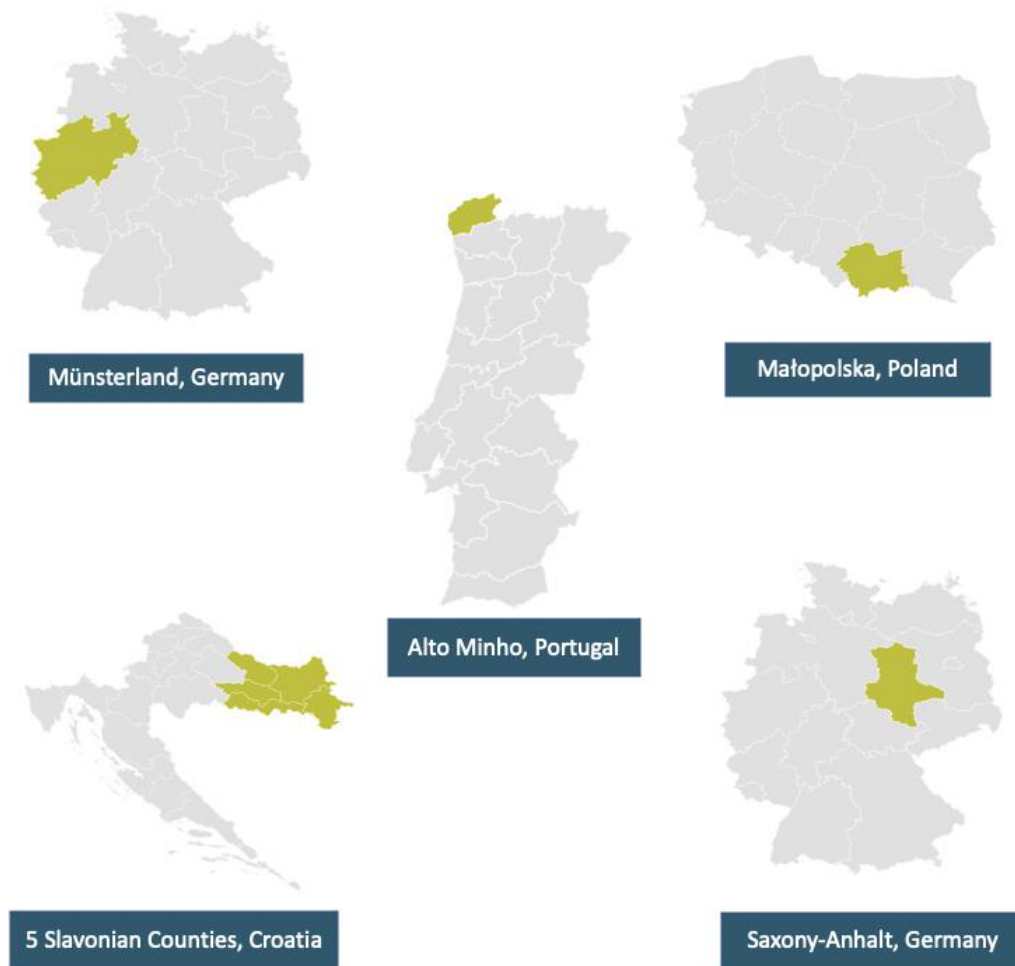 Münsterland, Germany
Małopolska, Poland
Alto Minho, Portugal
5 Slavonian Counties, Croatia
Saxony-Anhalt, Germany